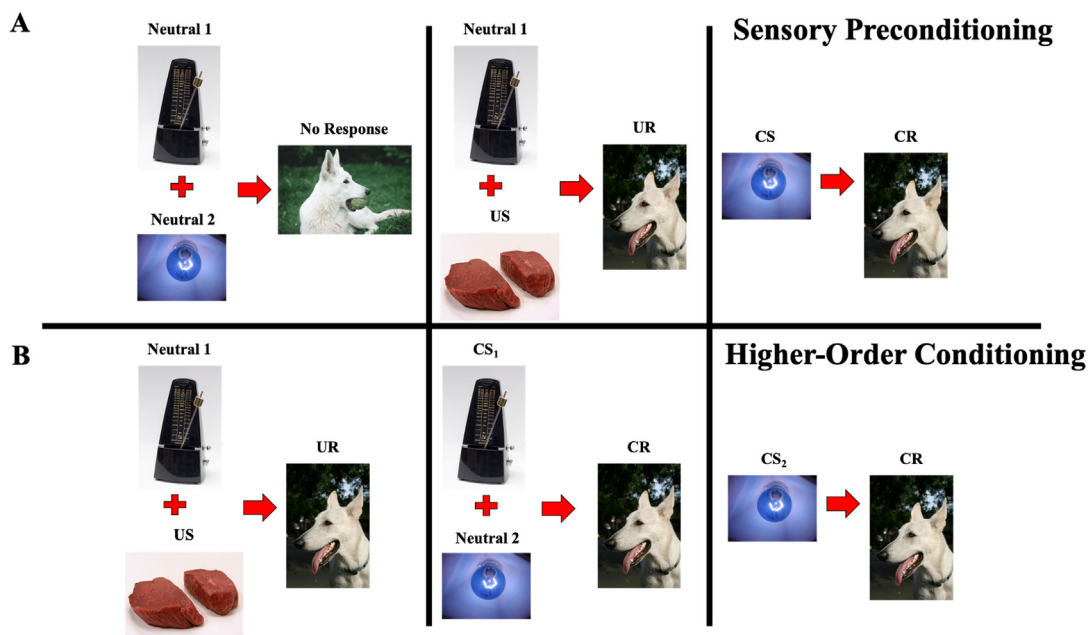 A
Neutral 1
Neutral 2
No Response
Neutral 1
US
UR
Sensory Preconditioning
CS
CR
B
Neutral 1
US
UR
CS₁
Neutral 2
CR
Higher-Order Conditioning
CS₂
CR